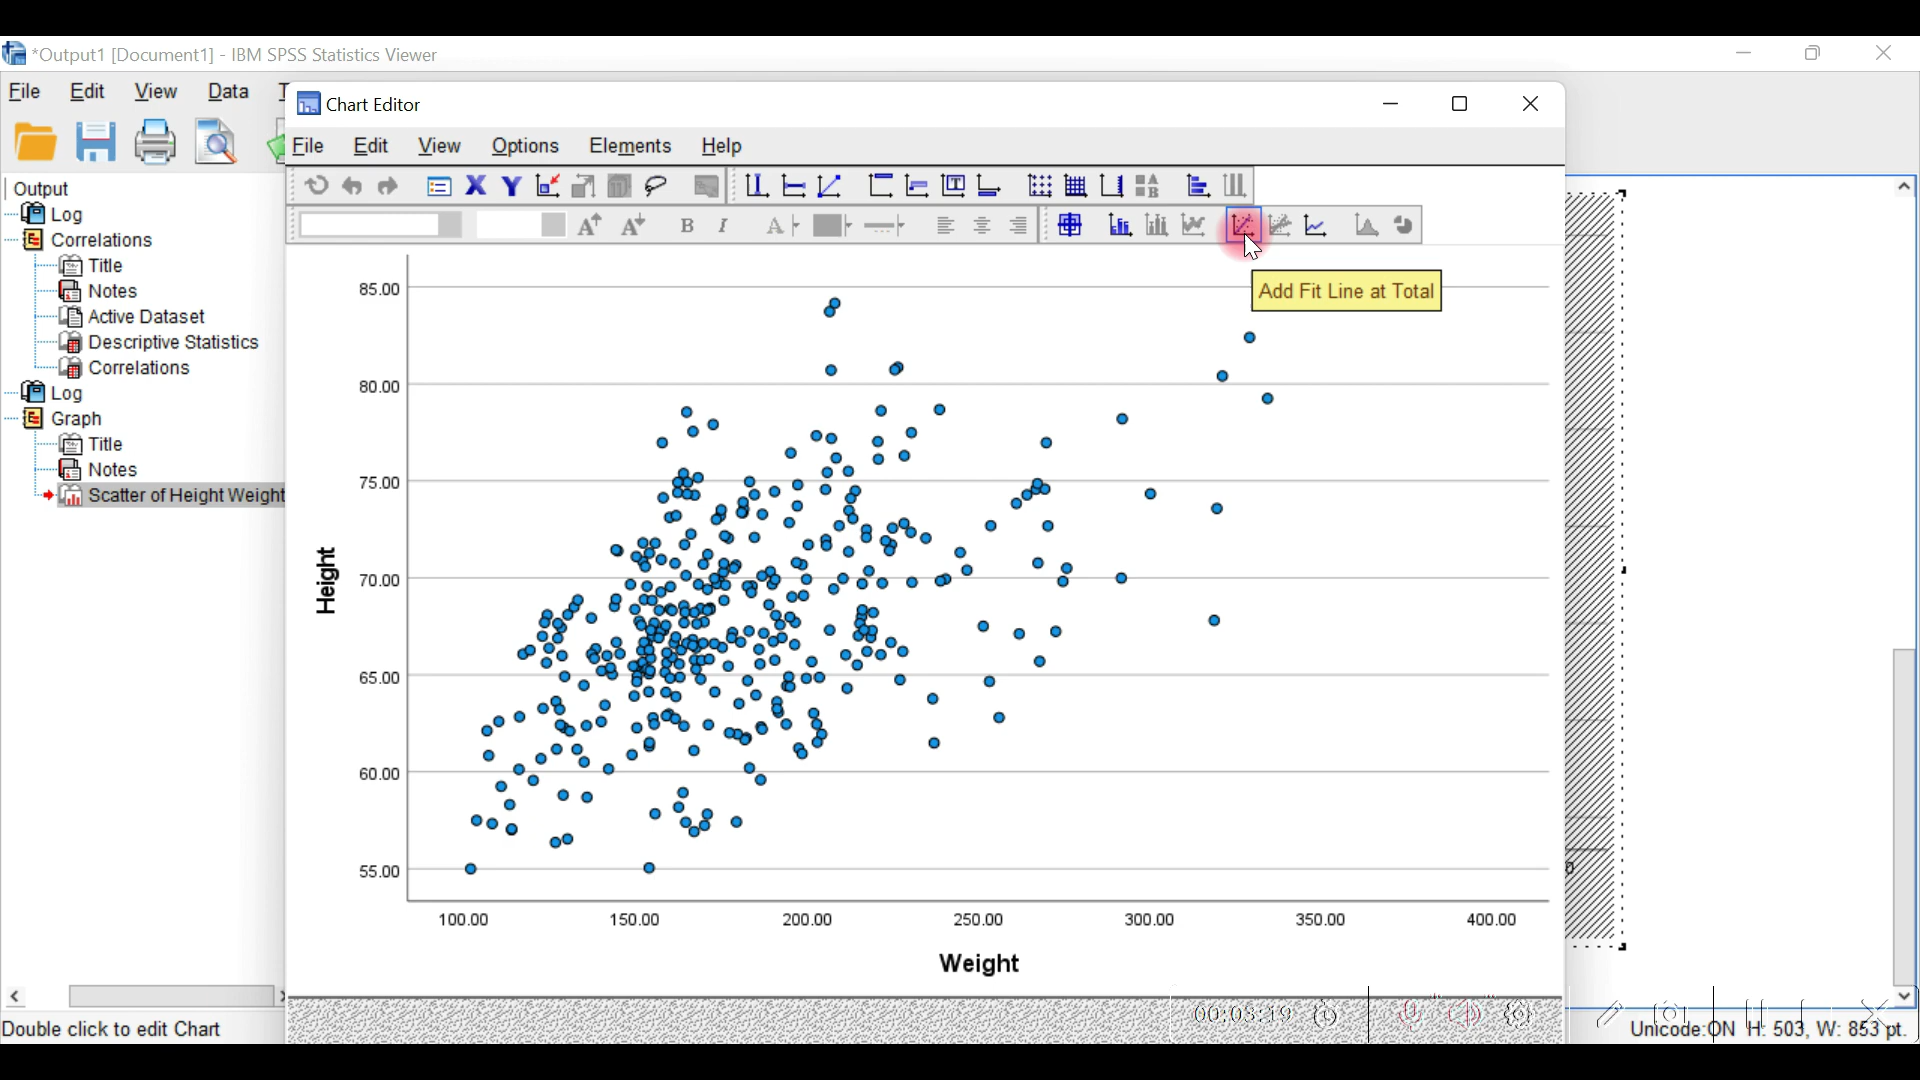 *Output1 [Document1] - IBM SPSS Statistics Viewer
File Edit View Data
Chart Editor
File Edit View Options Elements Help
X Y
B I A
Add Fit Line at Total
Output
Log
Correlations
Title
Notes
Active Dataset
Descriptive Statistics
Correlations
Log
Graph
Title
Notes
Scatter of Height Weight
Height
85.00
80.00
75.00
70.00
65.00
60.00
55.00
100.00 150.00 200.00 250.00 300.00 350.00 400.00
Weight
00:03:19
Double click to edit Chart
Unicode:ON H: 503, W: 853 pt.